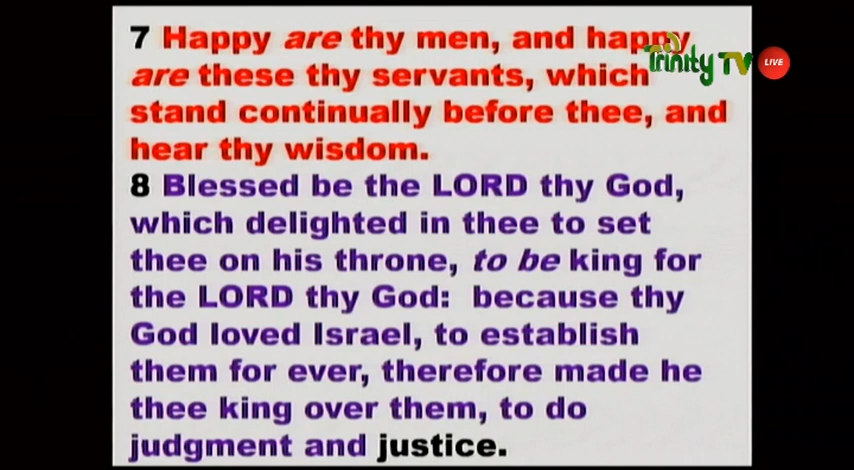 7 Happy are thy men, and happy
are these thy servants, which
stand continually before thee, and
hear thy wisdom.
8 Blessed be the LORD thy God,
which delighted in thee to set
thee on his throne, to be king for
the LORD thy God: because thy
God loved Israel, to establish
them for ever, therefore made he
thee king over them, to do
judgment and justice.
Trinity TV
LIVE